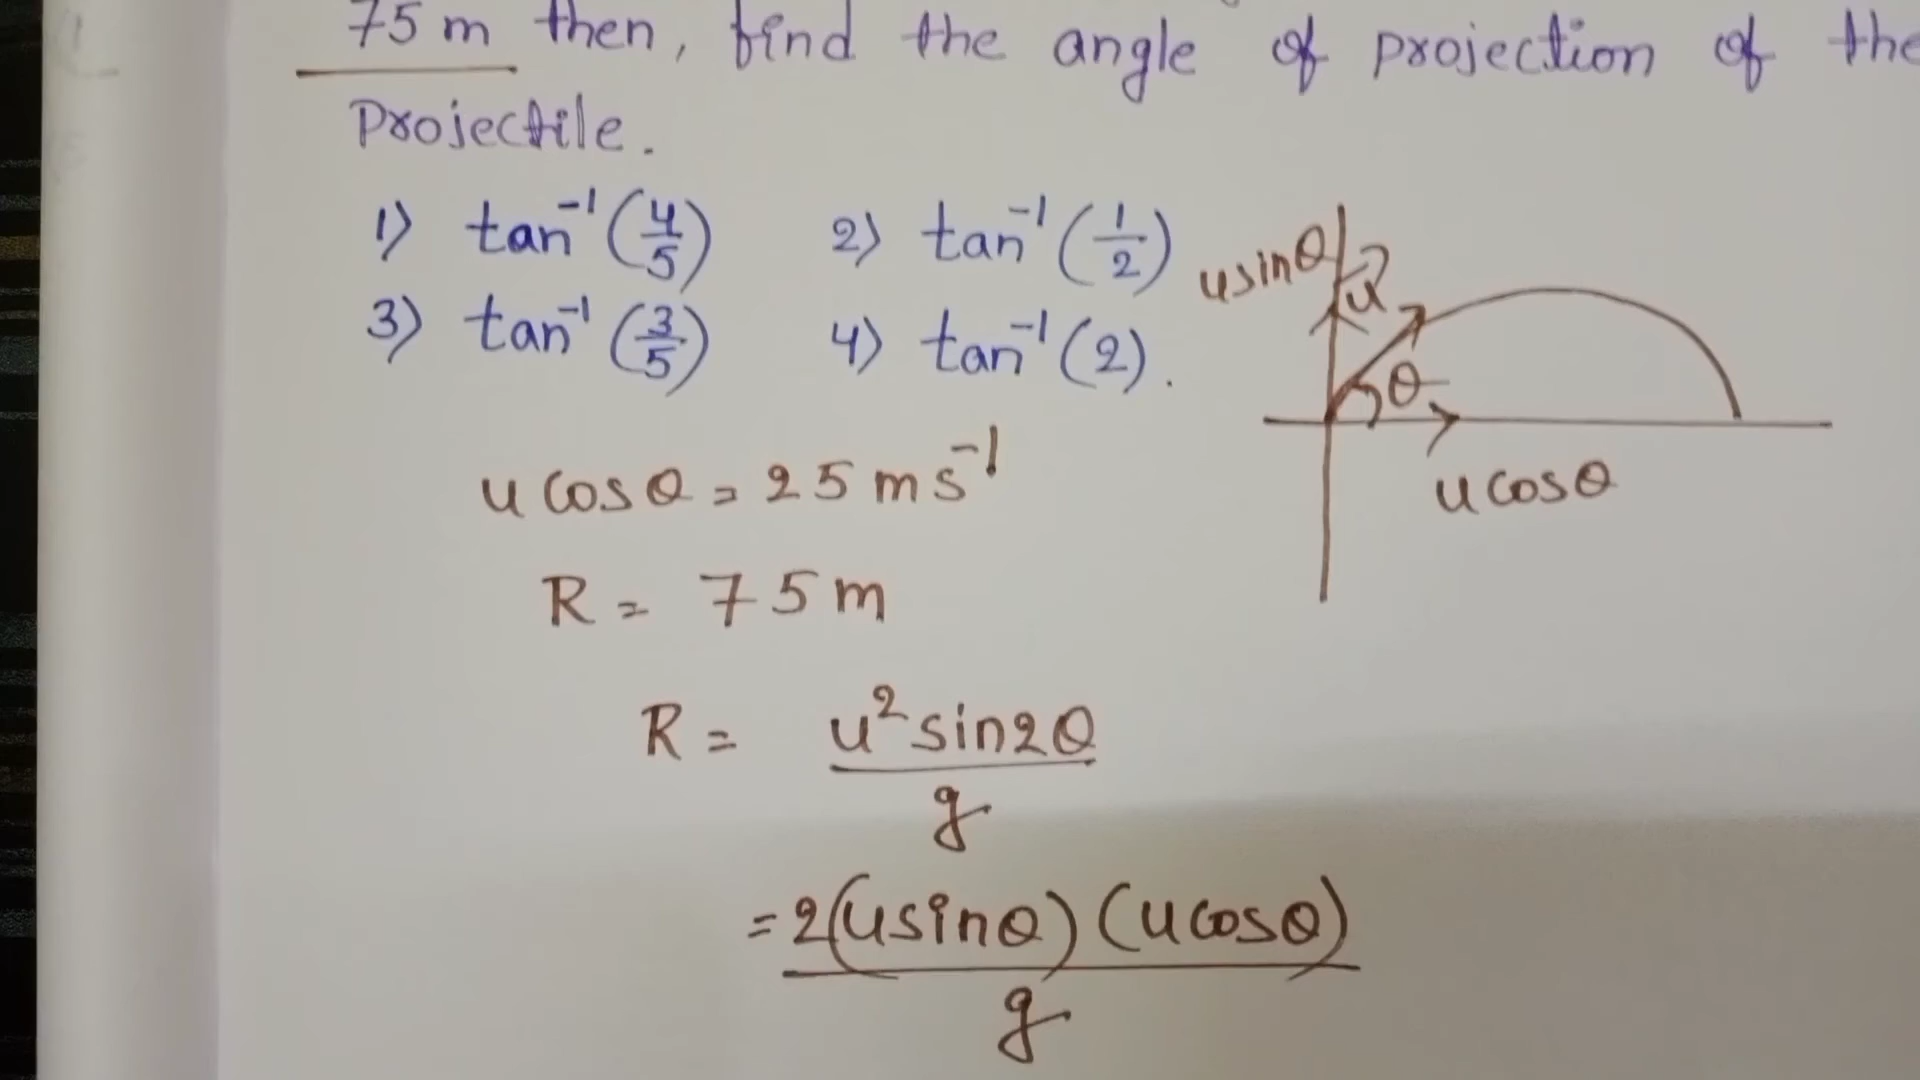 75 m then, find the angle of projection of the
projectile.
1) tan⁻¹(4/5) 2) tan⁻¹(1/2)
3) tan⁻¹(3/5) 4) tan⁻¹(2).
usinθ
u⃗
θ
u cosθ
u cosθ = 25 ms⁻¹
R = 75 m
R = u² sin2θ / g
= 2(usinθ)(u cosθ) / g